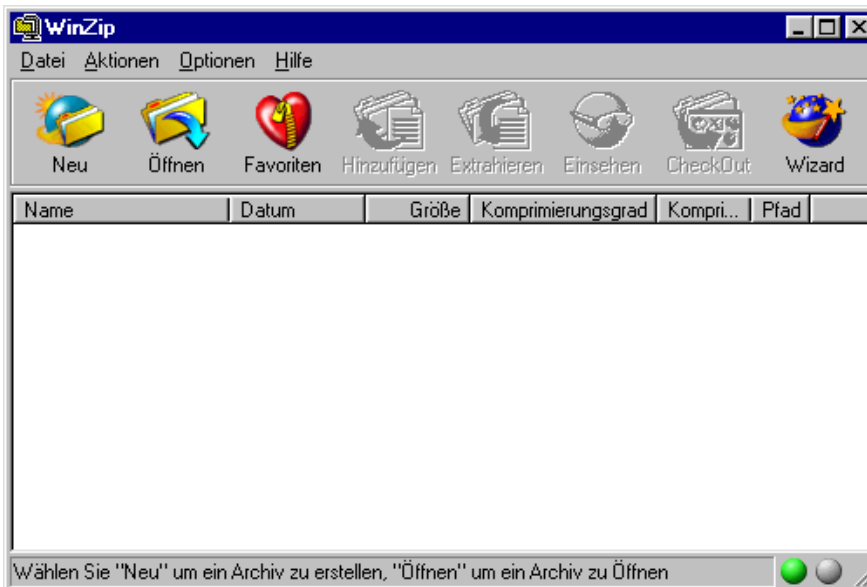 WinZip
Datei Aktionen Optionen Hilfe
Neu Öffnen Favoriten Hinzufügen Extrahieren Einsehen CheckOut Wizard
Name Datum Größe Komprimierungsgrad Kompri... Pfad
Wählen Sie "Neu" um ein Archiv zu erstellen, "Öffnen" um ein Archiv zu Öffnen